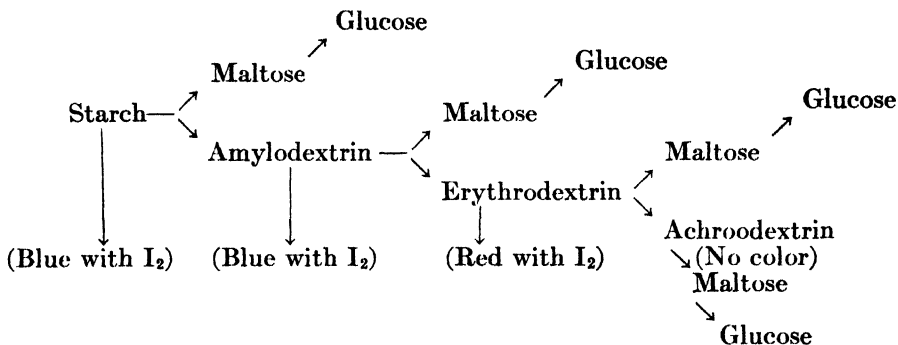 Glucose
Maltose
Glucose
Starch
Maltose
Glucose
Amylodextrin
Maltose
Erythrodextrin
Achroodextrin
(Blue with I₂)
(Blue with I₂)
(Red with I₂)
(No color)
Maltose
Glucose